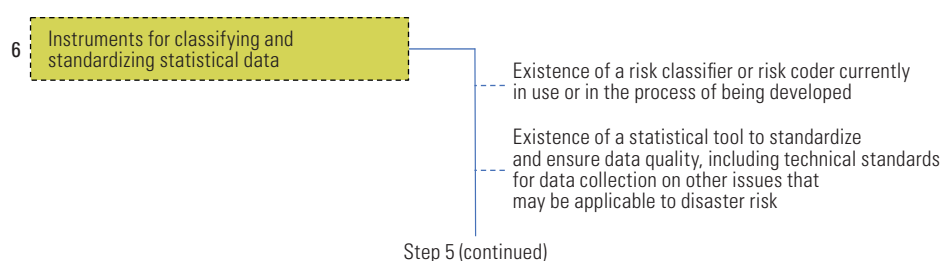 6
Instruments for classifying and
standardizing statistical data
Existence of a risk classifier or risk coder currently
in use or in the process of being developed
Existence of a statistical tool to standardize
and ensure data quality, including technical standards
for data collection on other issues that
may be applicable to disaster risk
Step 5 (continued)